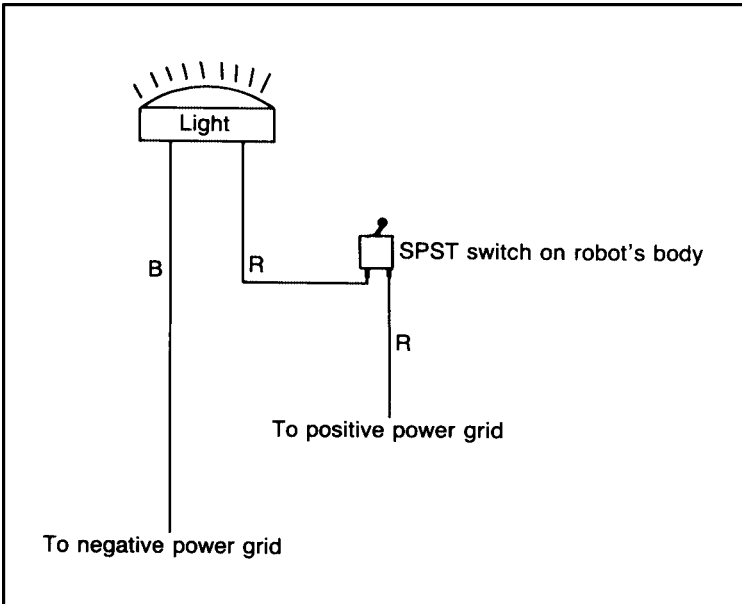 Light
SPST switch on robot's body
B
R
R
To positive power grid
To negative power grid